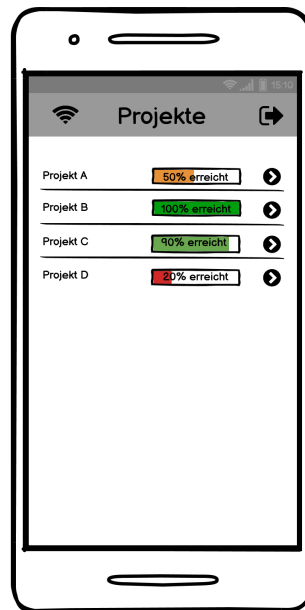 15:10
Projekte
Projekt A 50% erreicht
Projekt B 100% erreicht
Projekt C 90% erreicht
Projekt D 20% erreicht